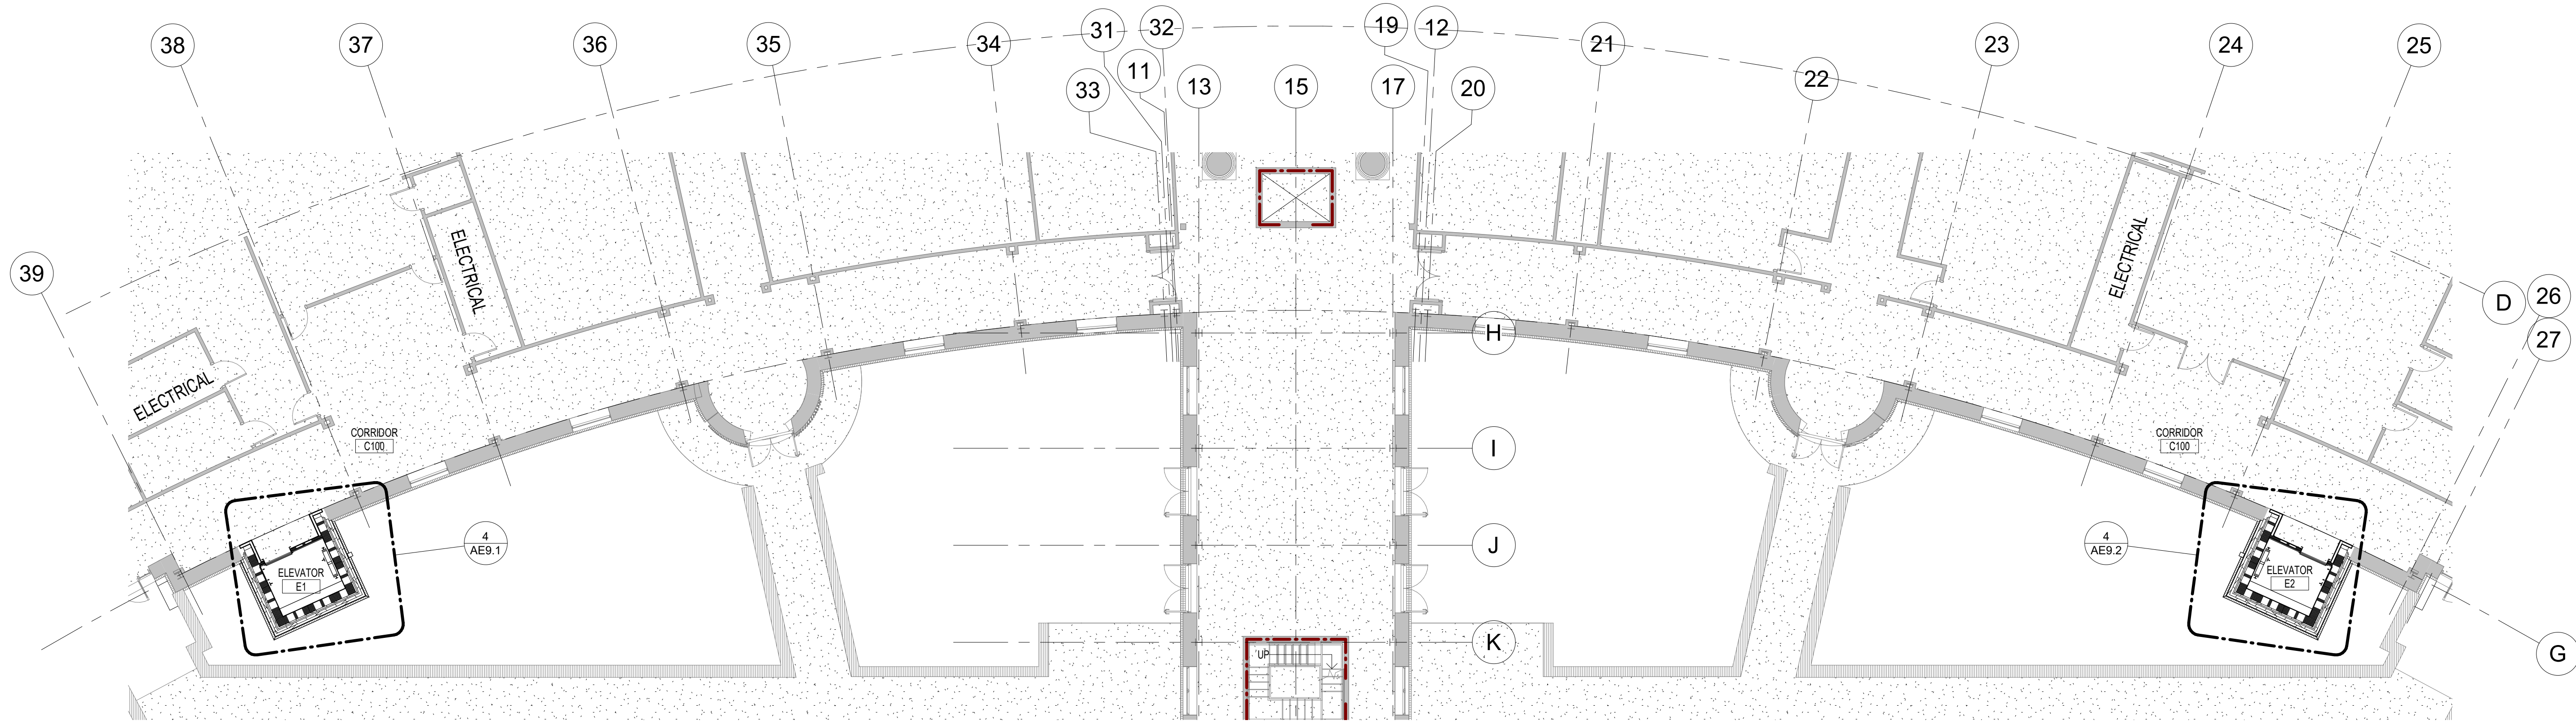 38
37
36
35
34
31
32
19
12
21
22
23
24
25
33
11
13
15
17
20
39
D
26
27
ELECTRICAL
ELECTRICAL
ELECTRICAL
H
CORRIDOR
C100
I
CORRIDOR
C100
4
AE9.1
J
4
AE9.2
ELEVATOR
E1
ELEVATOR
E2
K
UP
G